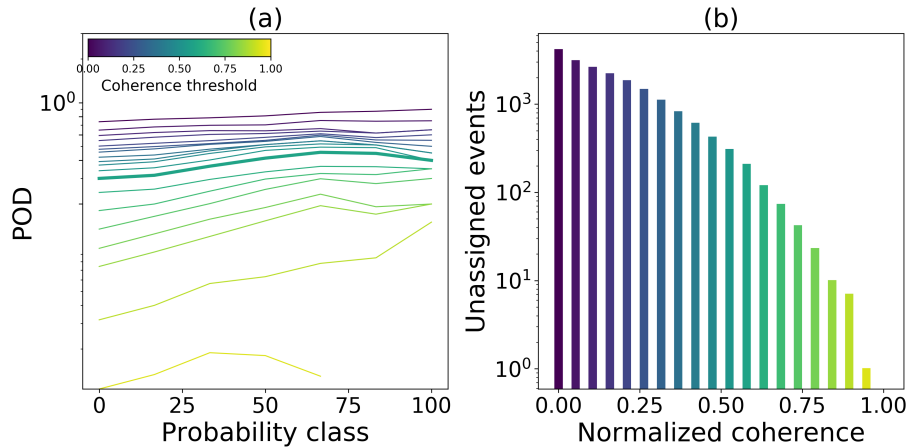 (a)
0.00 0.25 0.50 0.75 1.00
Coherence threshold
10⁰
POD
0 25 50 75 100
Probability class
(b)
10³
10²
10¹
10⁰
Unassigned events
0.00 0.25 0.50 0.75 1.00
Normalized coherence